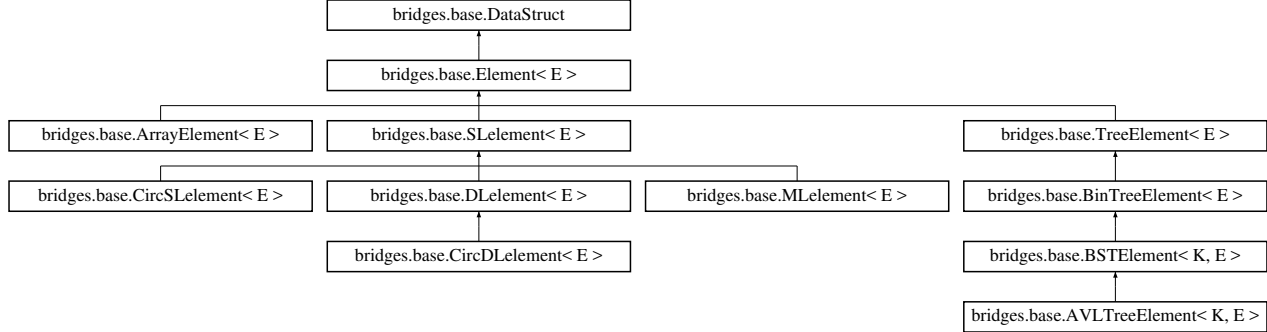 bridges.base.DataStruct
bridges.base.Element< E >
bridges.base.ArrayElement< E >
bridges.base.SLelement< E >
bridges.base.TreeElement< E >
bridges.base.CircSLelement< E >
bridges.base.DLelement< E >
bridges.base.MLelement< E >
bridges.base.BinTreeElement< E >
bridges.base.CircDLelement< E >
bridges.base.BSTElement< K, E >
bridges.base.AVLTreeElement< K, E >